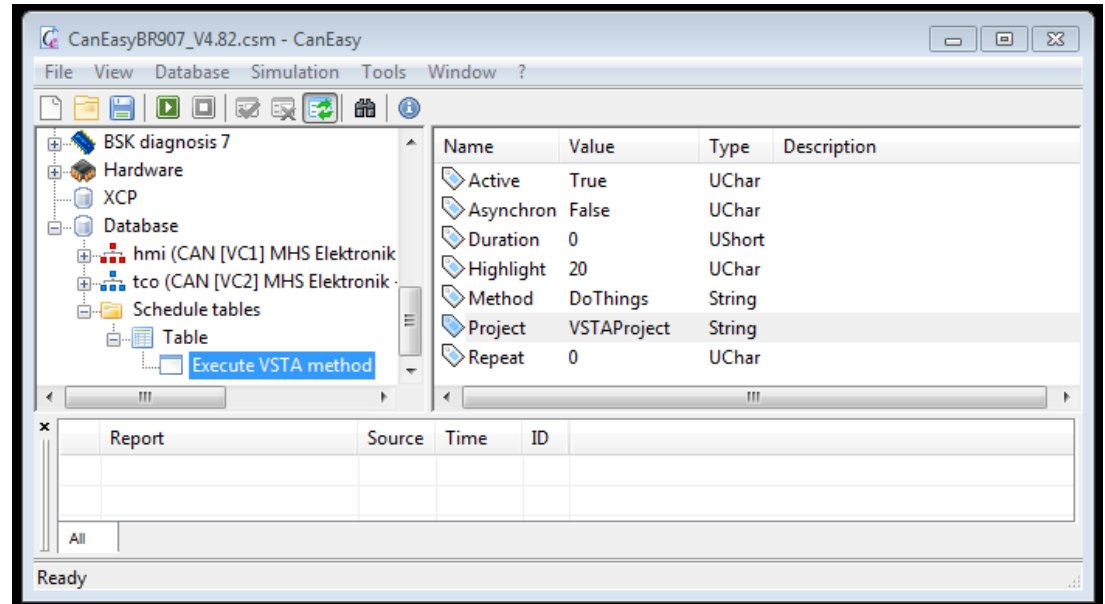 CanEasyBR907_V4.82.csm - CanEasy
File View Database Simulation Tools Window ?
BSK diagnosis 7
Hardware
XCP
Database
hmi (CAN [VC1] MHS Elektronik
tco (CAN [VC2] MHS Elektronik -
Schedule tables
Table
Execute VSTA method
Name Value Type Description
Active True UChar
Asynchron False UChar
Duration 0 UShort
Highlight 20 UChar
Method DoThings String
Project VSTAProject String
Repeat 0 UChar
Report Source Time ID
All
Ready